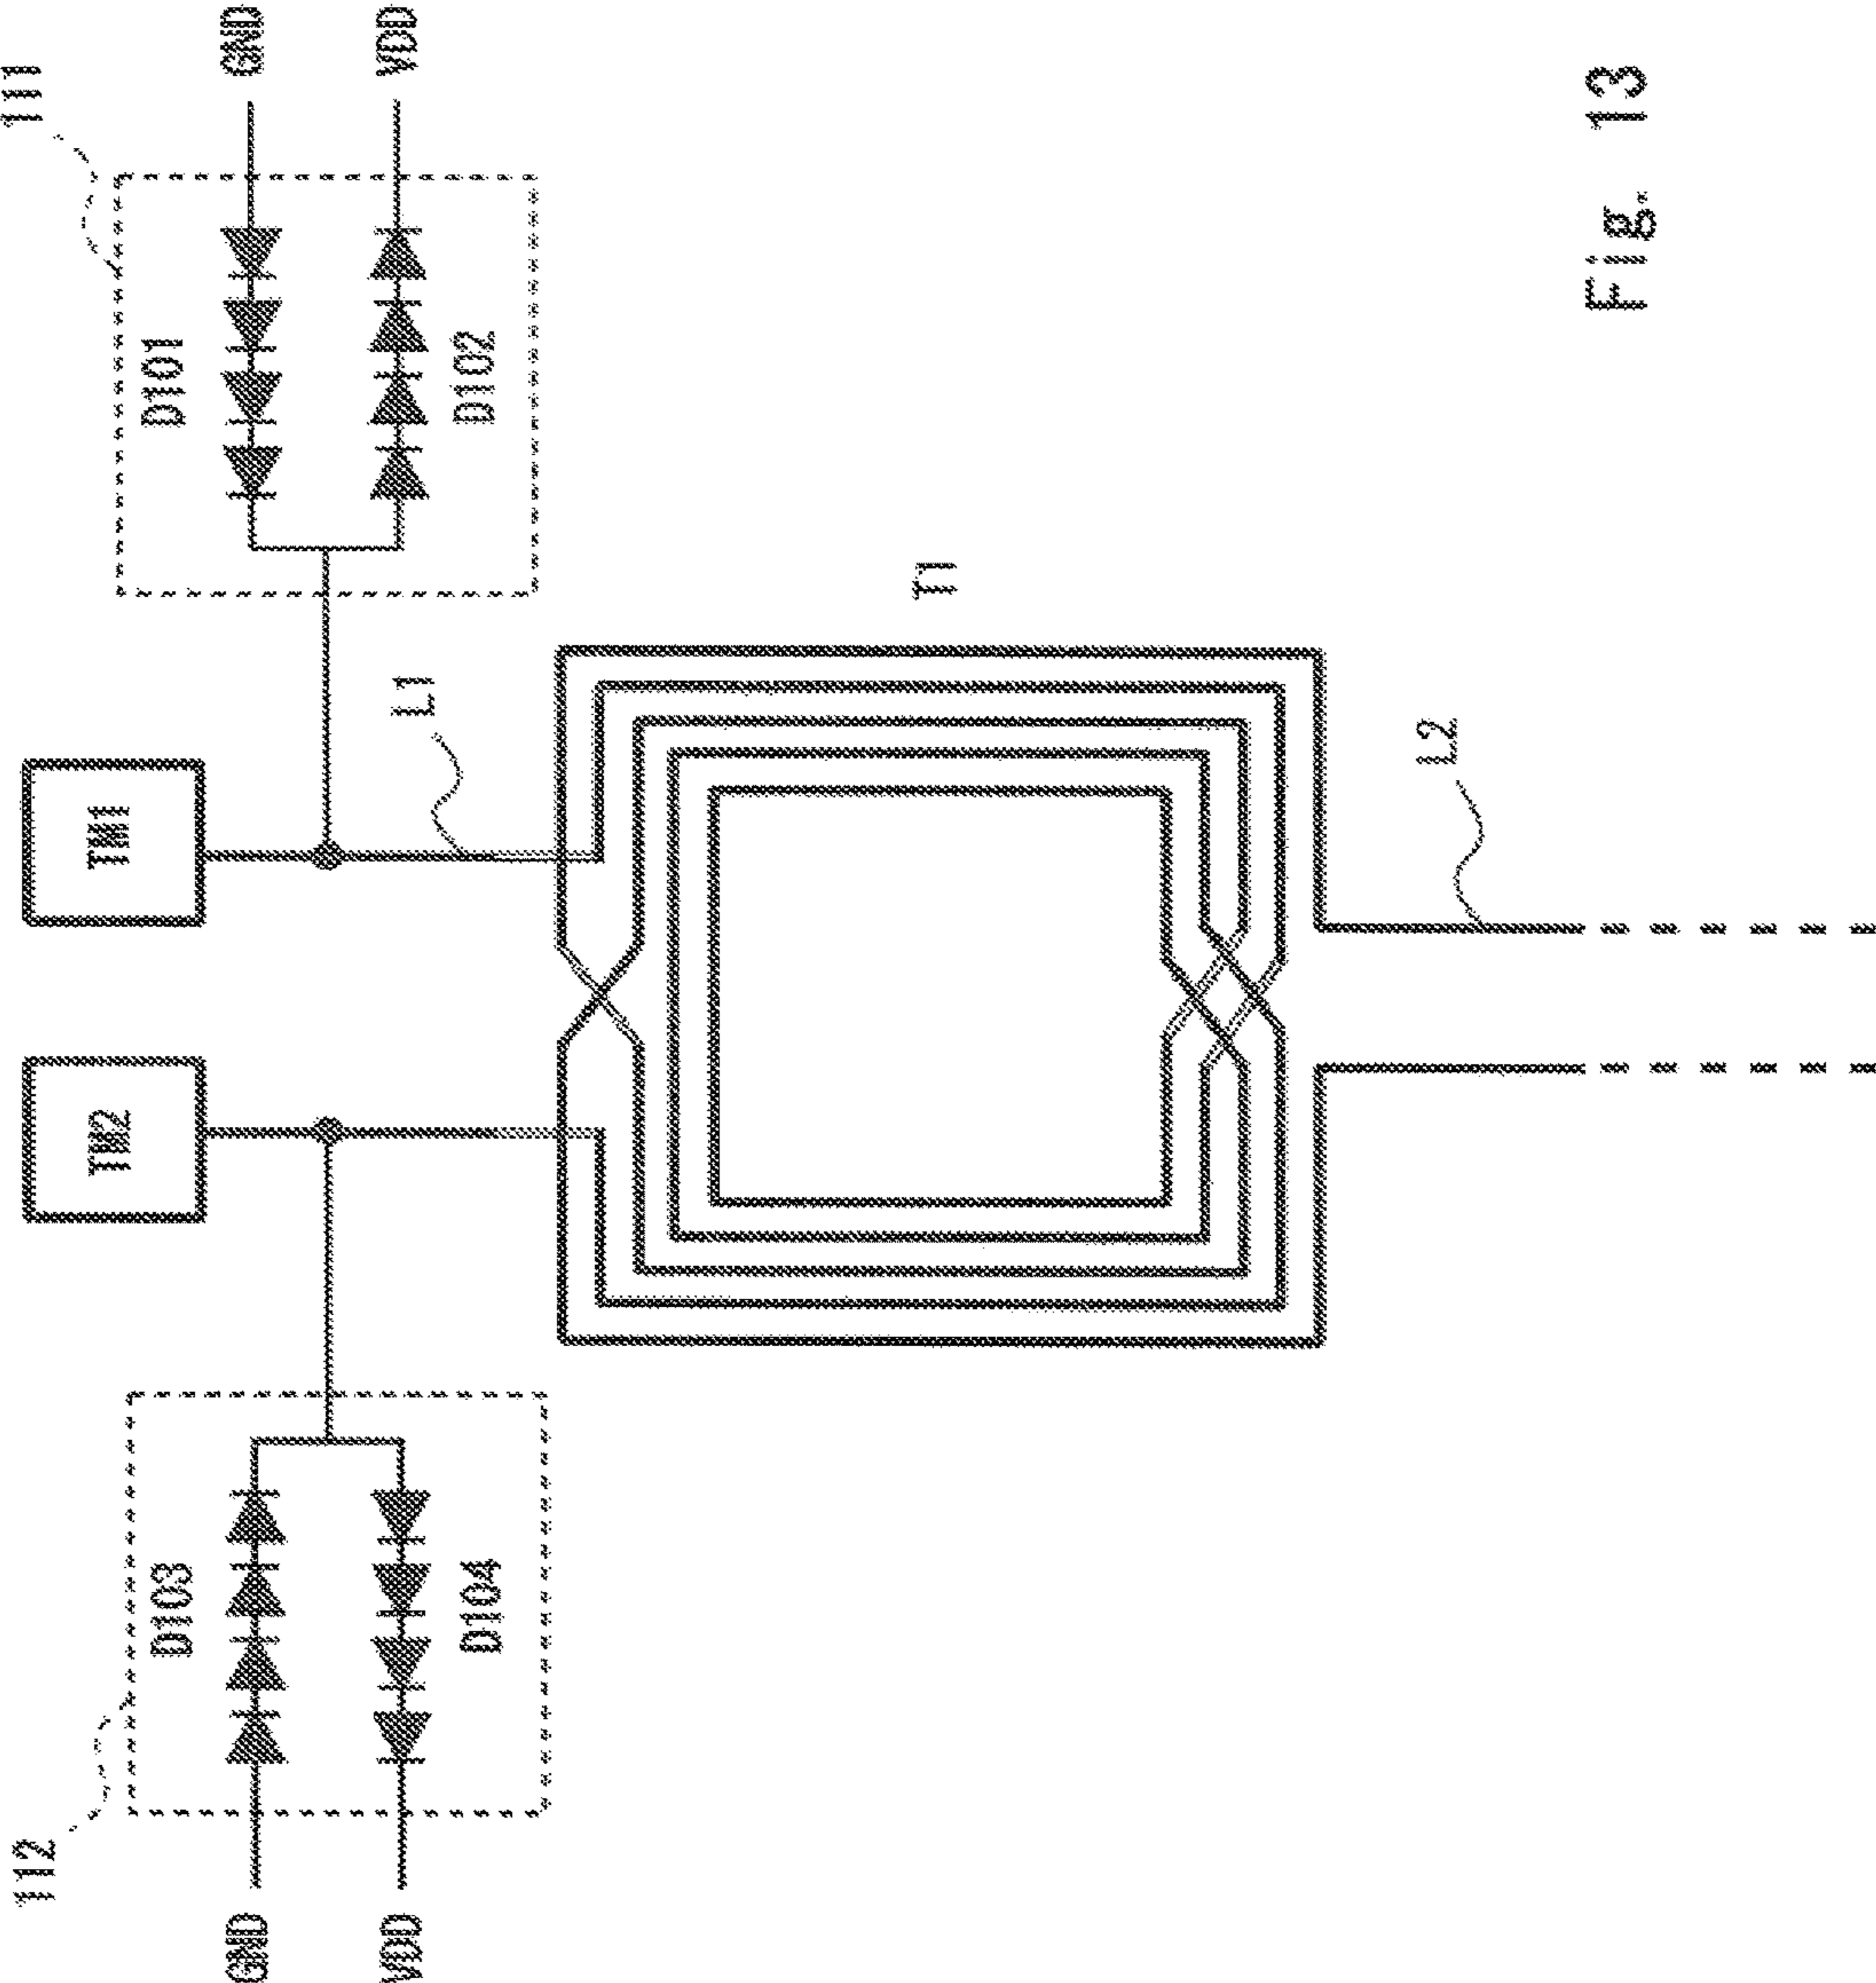 112
GND
VDD
D103
D104
TM2
TM1
L1
T1
L2
D101
D102
111
GND
VDD
Fig. 13